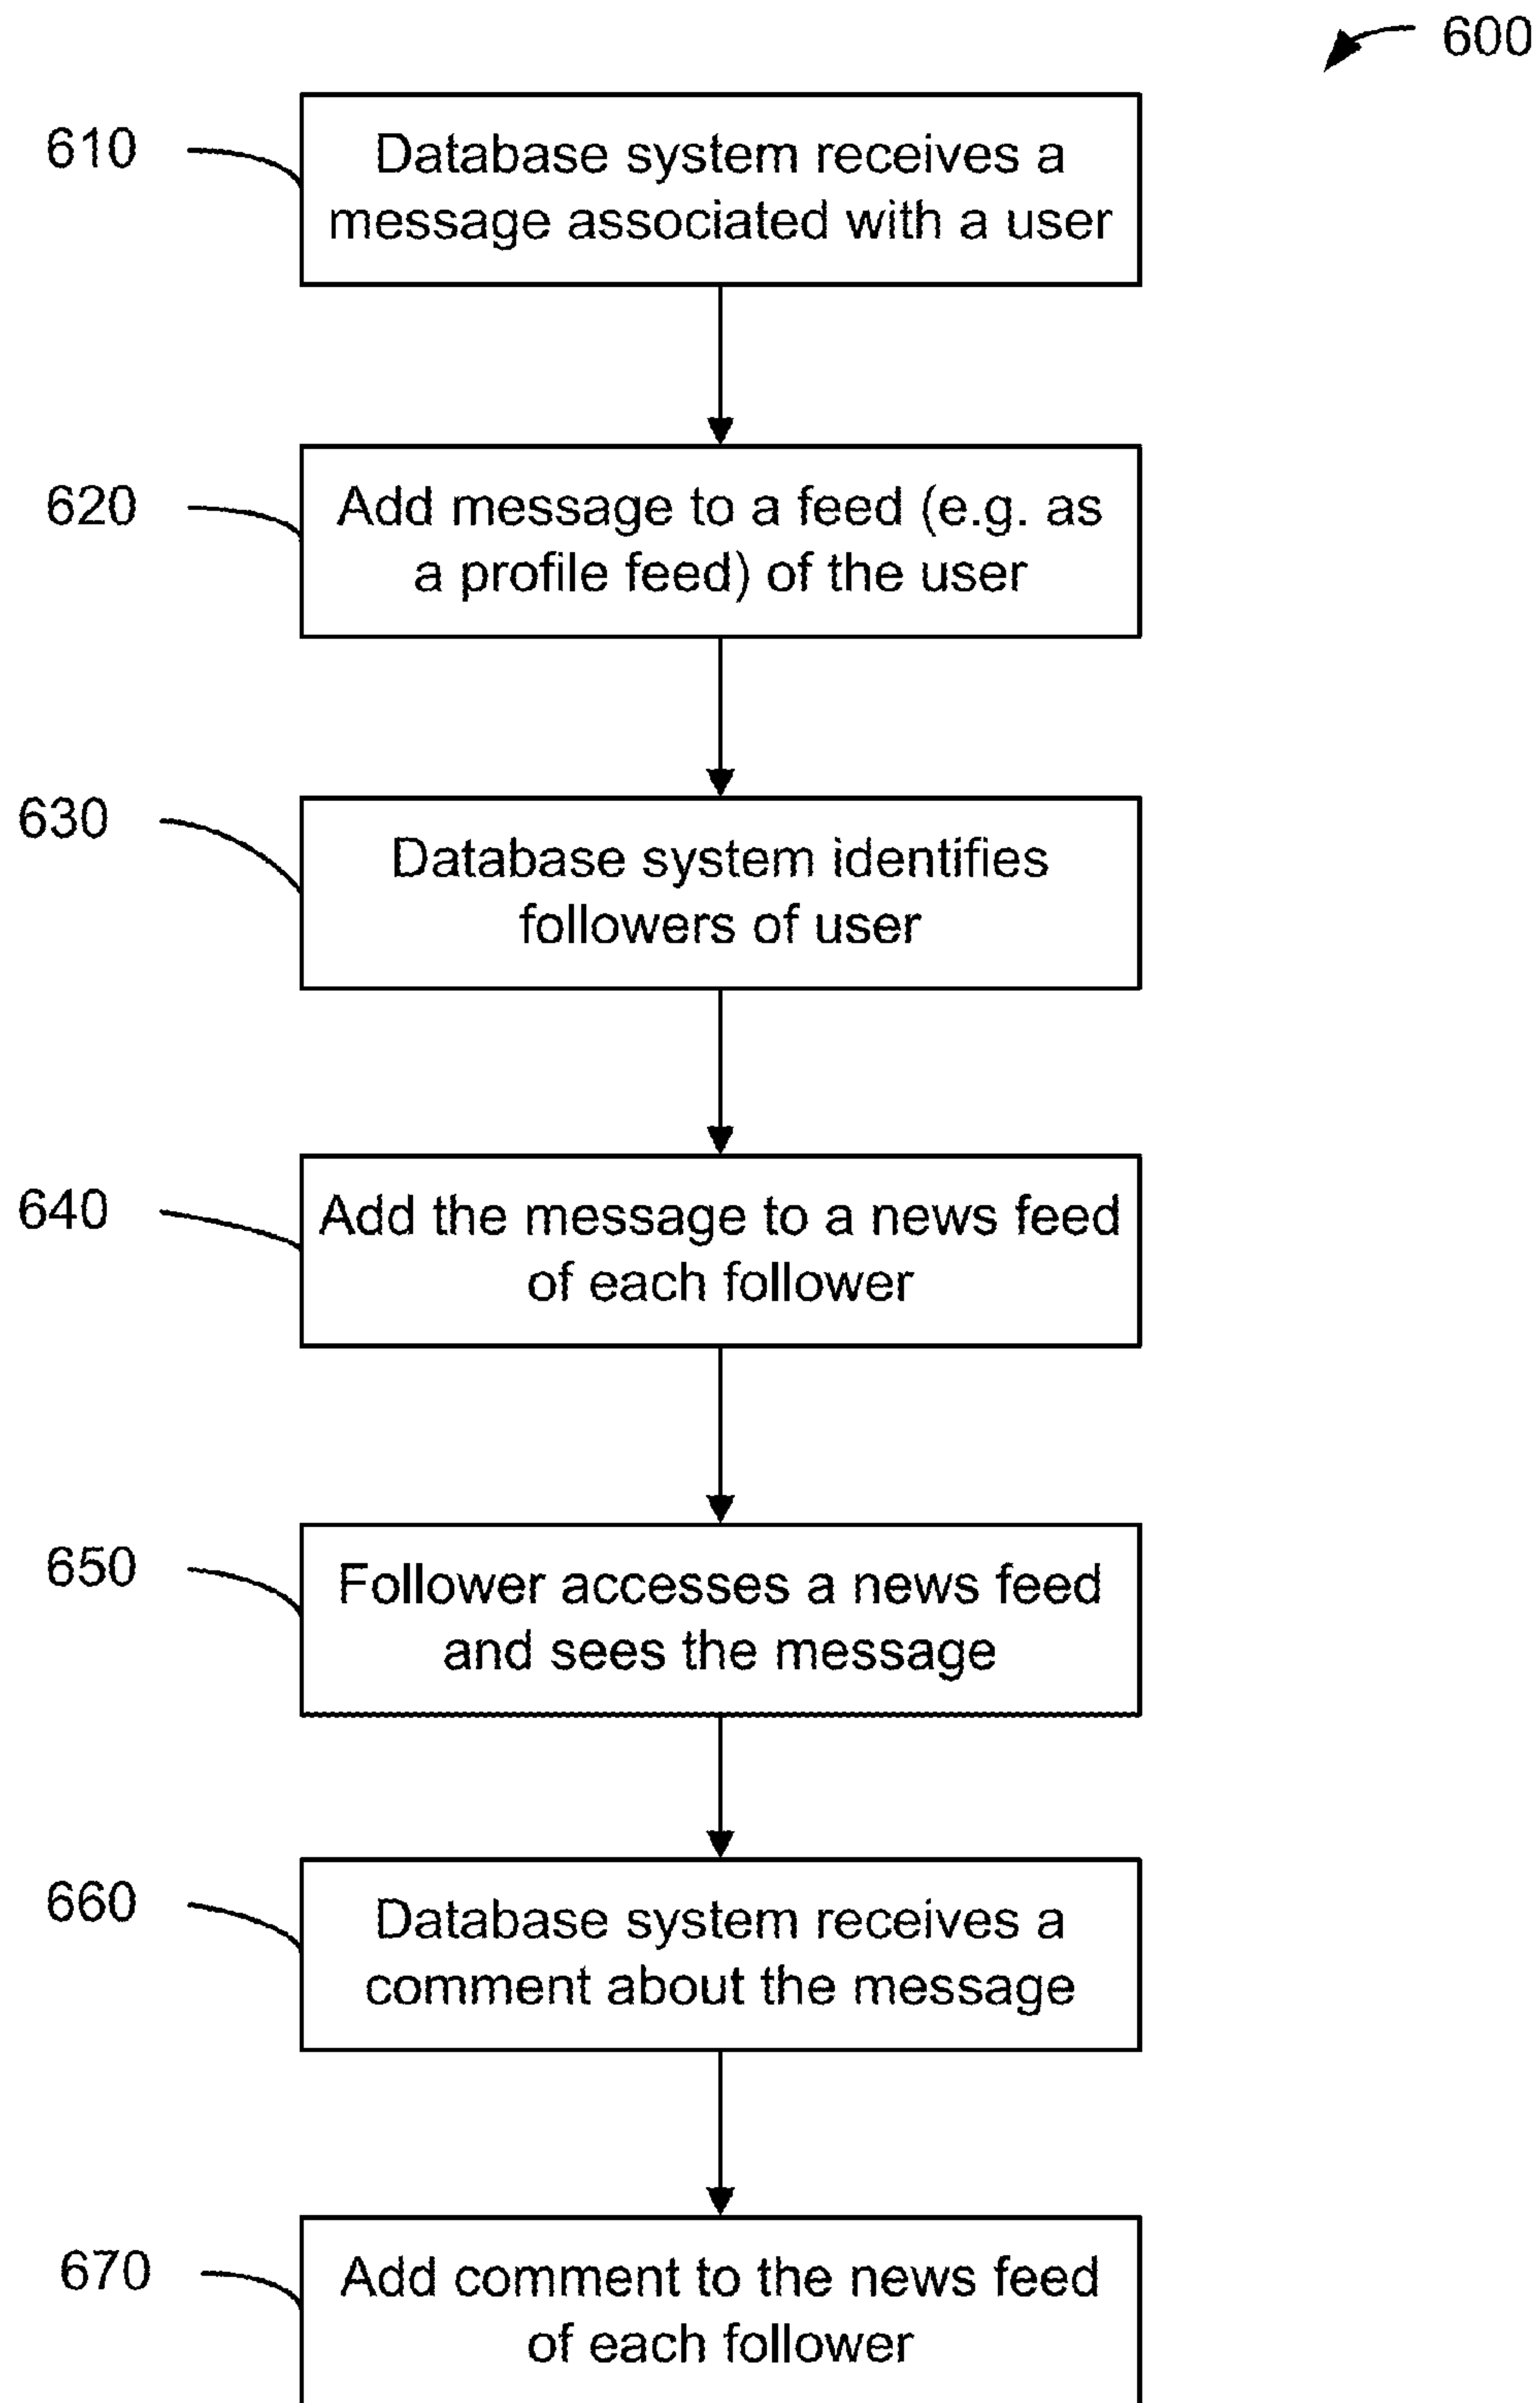 600
610
Database system receives a
message associated with a user
620
Add message to a feed (e.g. as
a profile feed) of the user
630
Database system identifies
followers of user
640
Add the message to a news feed
of each follower
650
Follower accesses a news feed
and sees the message
660
Database system receives a
comment about the message
670
Add comment to the news feed
of each follower